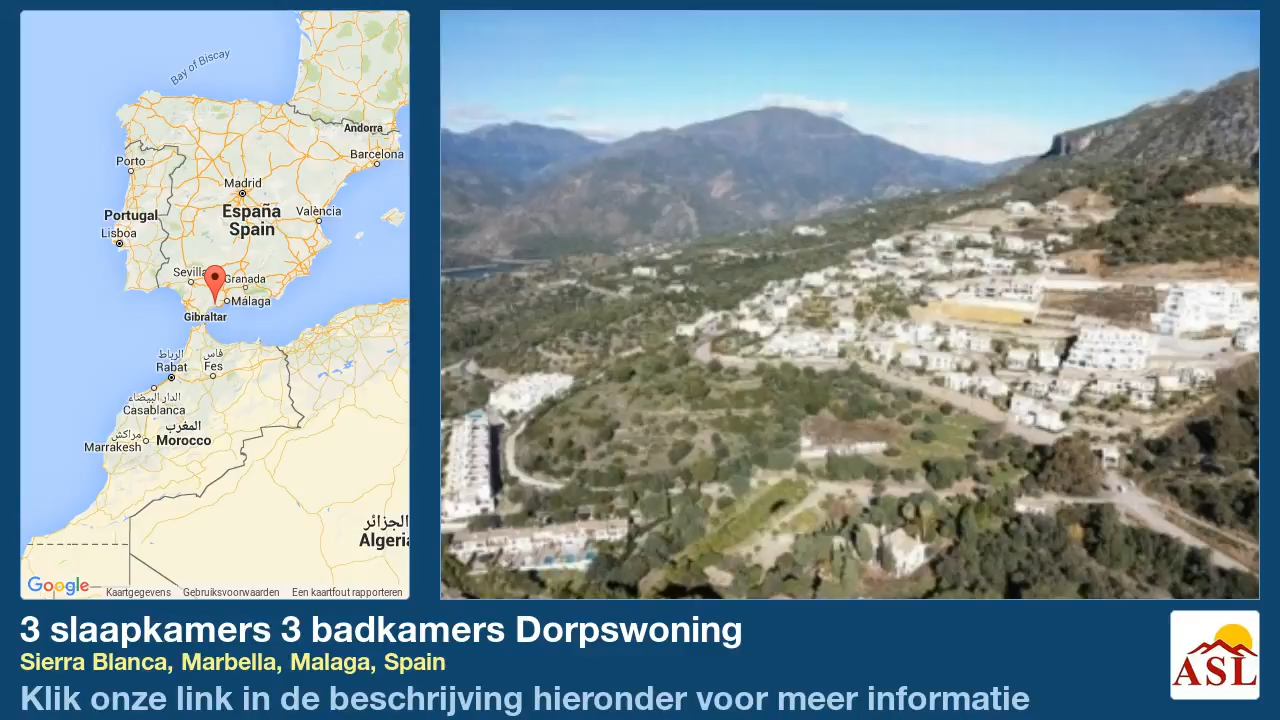 Bay of Biscay
Andorra
Barcelona
Porto
Madrid
España
Spain
València
Portugal
Lisboa
Sevilla
Granada
Málaga
Gibraltar
الرباط
Rabat
فاس
Fes
الدار البيضاء
Casablanca
المغرب
Morocco
مراكش
Marrakesh
الجزائر
Algeria
Google
Kaartgegevens Gebruiksvoorwaarden Een kaartfout rapporteren
3 slaapkamers 3 badkamers Dorpswoning
Sierra Blanca, Marbella, Malaga, Spain
Klik onze link in de beschrijving hieronder voor meer informatie
ASL